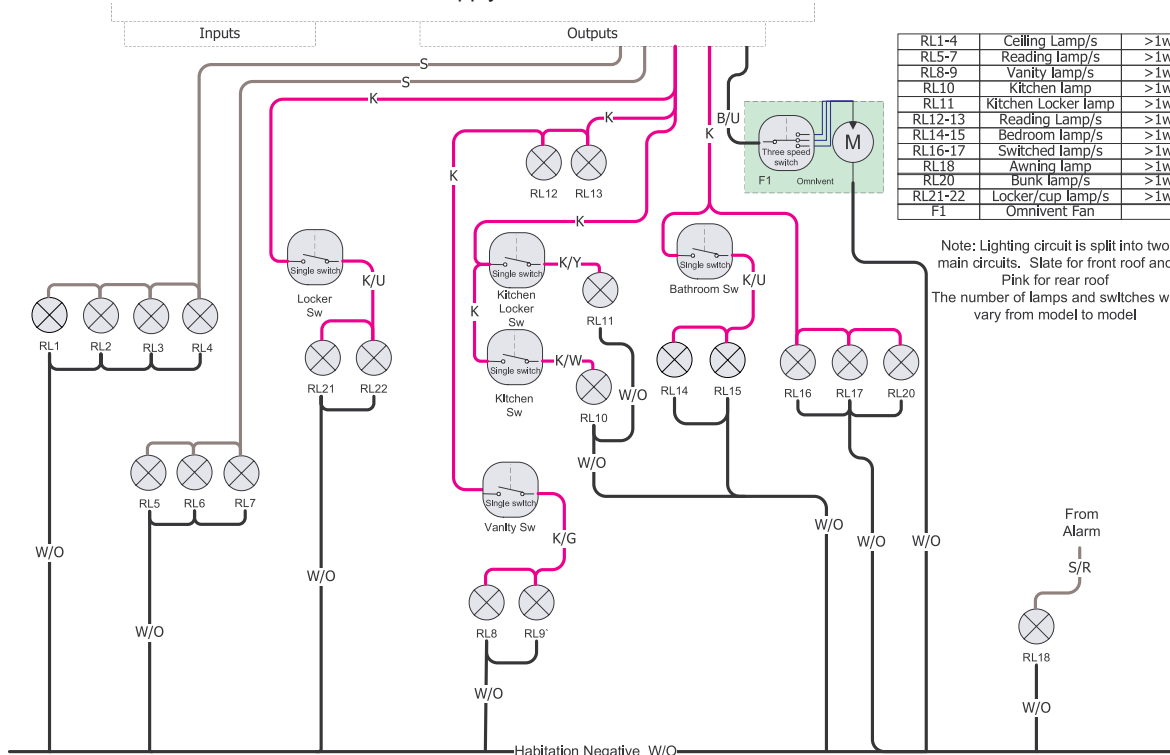 Inputs
Outputs
S
S
K
K
K
K
K
B/U
Three speed
switch
M
F1
Omnivent
RL1-4 Ceiling Lamp/s >1w
RL5-7 Reading lamp/s >1w
RL8-9 Vanity lamp/s >1w
RL10 Kitchen lamp >1w
RL11 Kitchen Locker lamp >1w
RL12-13 Reading Lamp/s >1w
RL14-15 Bedroom lamp/s >1w
RL16-17 Switched lamp/s >1w
RL18 Awning lamp >1w
RL20 Bunk lamp/s >1w
RL21-22 Locker/cup lamp/s >1w
F1 Omnivent Fan
Note: Lighting circuit is split into two
main circuits. Slate for front roof and
Pink for rear roof
The number of lamps and switches w
vary from model to model
RL12
RL13
Single switch
Locker
Sw
K/U
Single switch
K/Y
Kitchen
Locker
Sw
RL11
K
Single switch
K/W
Kitchen
Sw
RL10
W/O
W/O
Single switch
Bathroom Sw
K/U
RL14
RL15
RL16
RL17
RL20
RL1
RL2
RL3
RL4
RL21
RL22
RL5
RL6
RL7
Single switch
Vanity Sw
K/G
RL8
RL9`
W/O
W/O
W/O
W/O
W/O
W/O
W/O
W/O
From
Alarm
S/R
RL18
W/O
Habitation Negative W/O